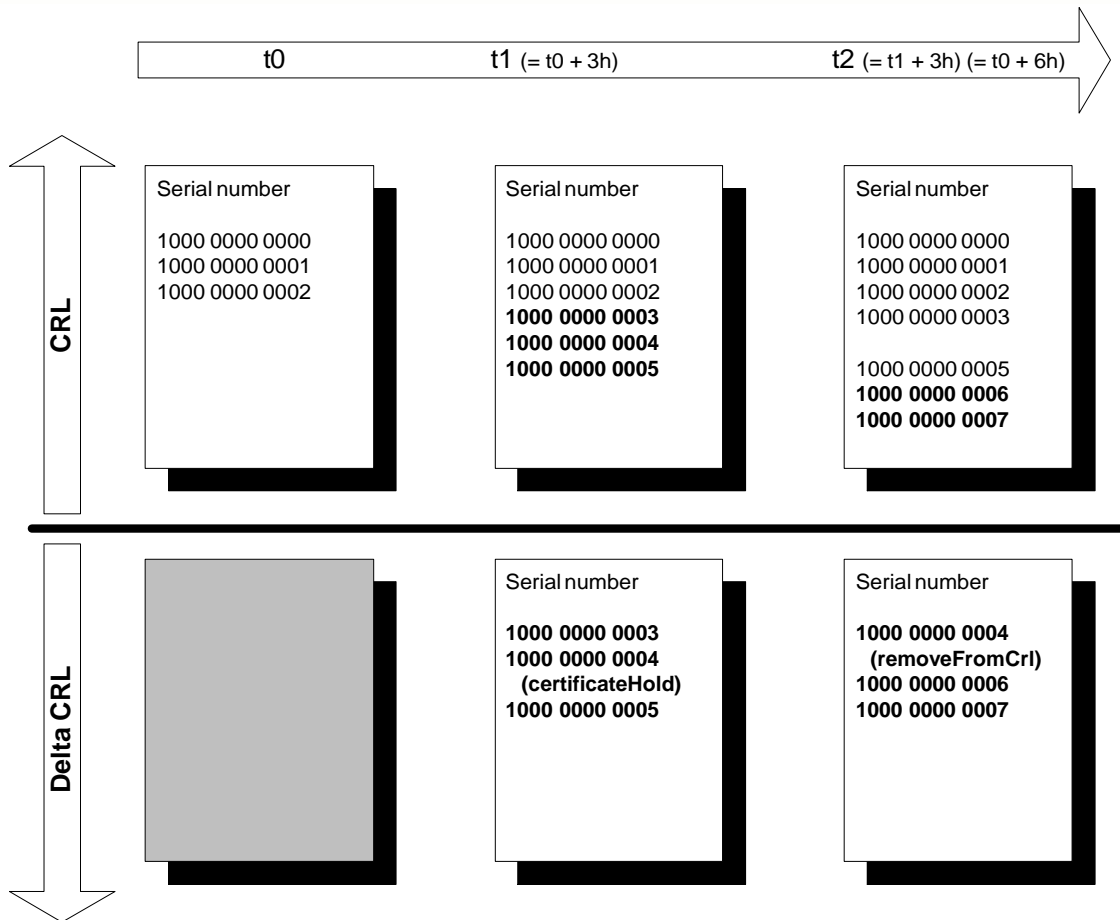 t0
t1 (= t0 + 3h)
t2 (= t1 + 3h) (= t0 + 6h)
CRL
Serial number
1000 0000 0000
1000 0000 0001
1000 0000 0002
Serial number
1000 0000 0000
1000 0000 0001
1000 0000 0002
1000 0000 0003
1000 0000 0004
1000 0000 0005
Serial number
1000 0000 0000
1000 0000 0001
1000 0000 0002
1000 0000 0003
1000 0000 0005
1000 0000 0006
1000 0000 0007
Delta CRL
Serial number
1000 0000 0003
1000 0000 0004
(certificateHold)
1000 0000 0005
Serial number
1000 0000 0004
(removeFromCrl)
1000 0000 0006
1000 0000 0007